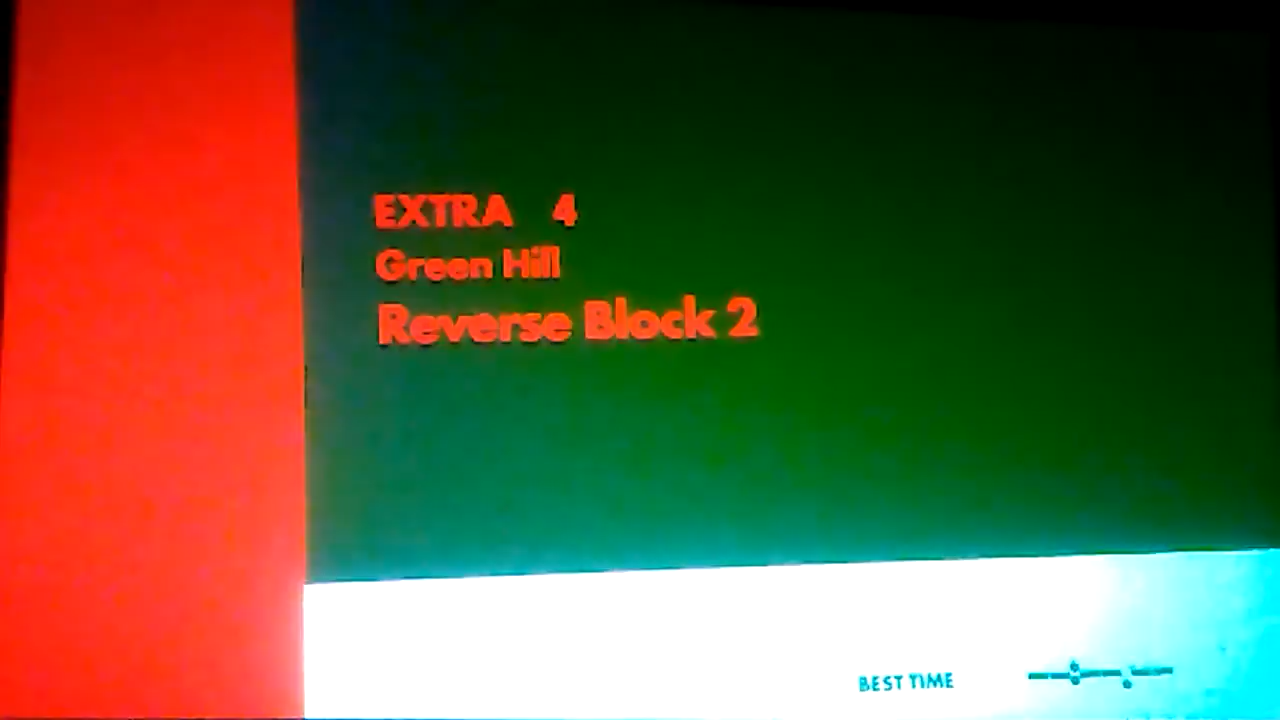 EXTRA 4
Green Hill
Reverse Block 2
BEST TIME --:--.--